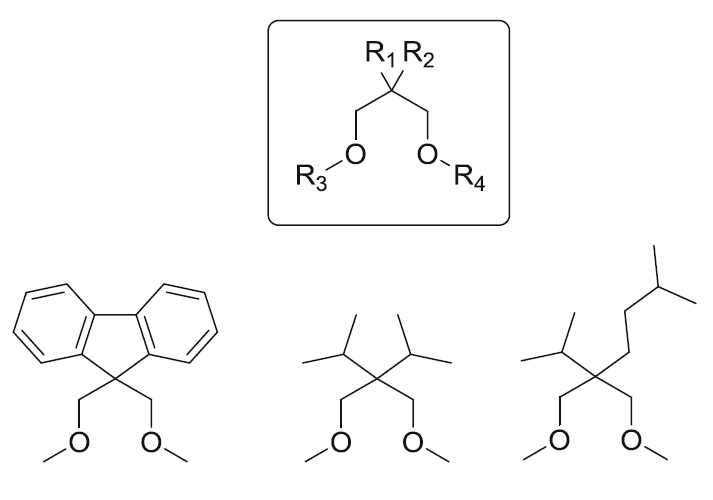 R1 R2
O O
R3 R4
O O O O O O